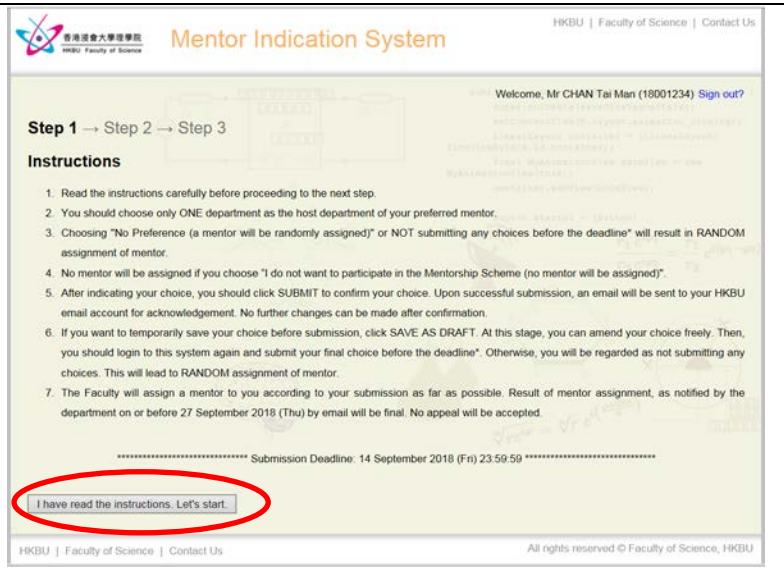 HKBU | Faculty of Science | Contact Us
香港浸會大學理學院
HKBU Faculty of Science
Mentor Indication System
Welcome, Mr CHAN Tai Man (18001234) Sign out?
Step 1 → Step 2 → Step 3
Instructions
1. Read the instructions carefully before proceeding to the next step.
2. You should choose only ONE department as the host department of your preferred mentor.
3. Choosing "No Preference (a mentor will be randomly assigned)" or NOT submitting any choices before the deadline* will result in RANDOM
assignment of mentor.
4. No mentor will be assigned if you choose "I do not want to participate in the Mentorship Scheme (no mentor will be assigned)".
5. After indicating your choice, you should click SUBMIT to confirm your choice. Upon successful submission, an email will be sent to your HKBU
email account for acknowledgement. No further changes can be made after confirmation.
6. If you want to temporarily save your choice before submission, click SAVE AS DRAFT. At this stage, you can amend your choice freely. Then,
you should login to this system again and submit your final choice before the deadline*. Otherwise, you will be regarded as not submitting any
choices. This will lead to RANDOM assignment of mentor.
7. The Faculty will assign a mentor to you according to your submission as far as possible. Result of mentor assignment, as notified by the
department on or before 27 September 2018 (Thu) by email will be final. No appeal will be accepted.
******************************* Submission Deadline: 14 September 2018 (Fri) 23:59:59 *******************************
I have read the instructions. Let's start.
HKBU | Faculty of Science | Contact Us
All rights reserved © Faculty of Science, HKBU